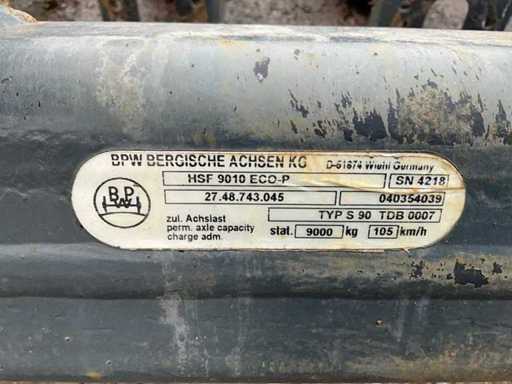 BPW BERGISCHE ACHSEN KG D-51674 Wiehl Germany
HSF 9010 ECO-P SN 4218
27.48.743.045 040354039
BPW
TYP S 90 TDB 0007
zul. Achslast
perm. axle capacity stat. 9000 kg 105 km/h
charge adm.